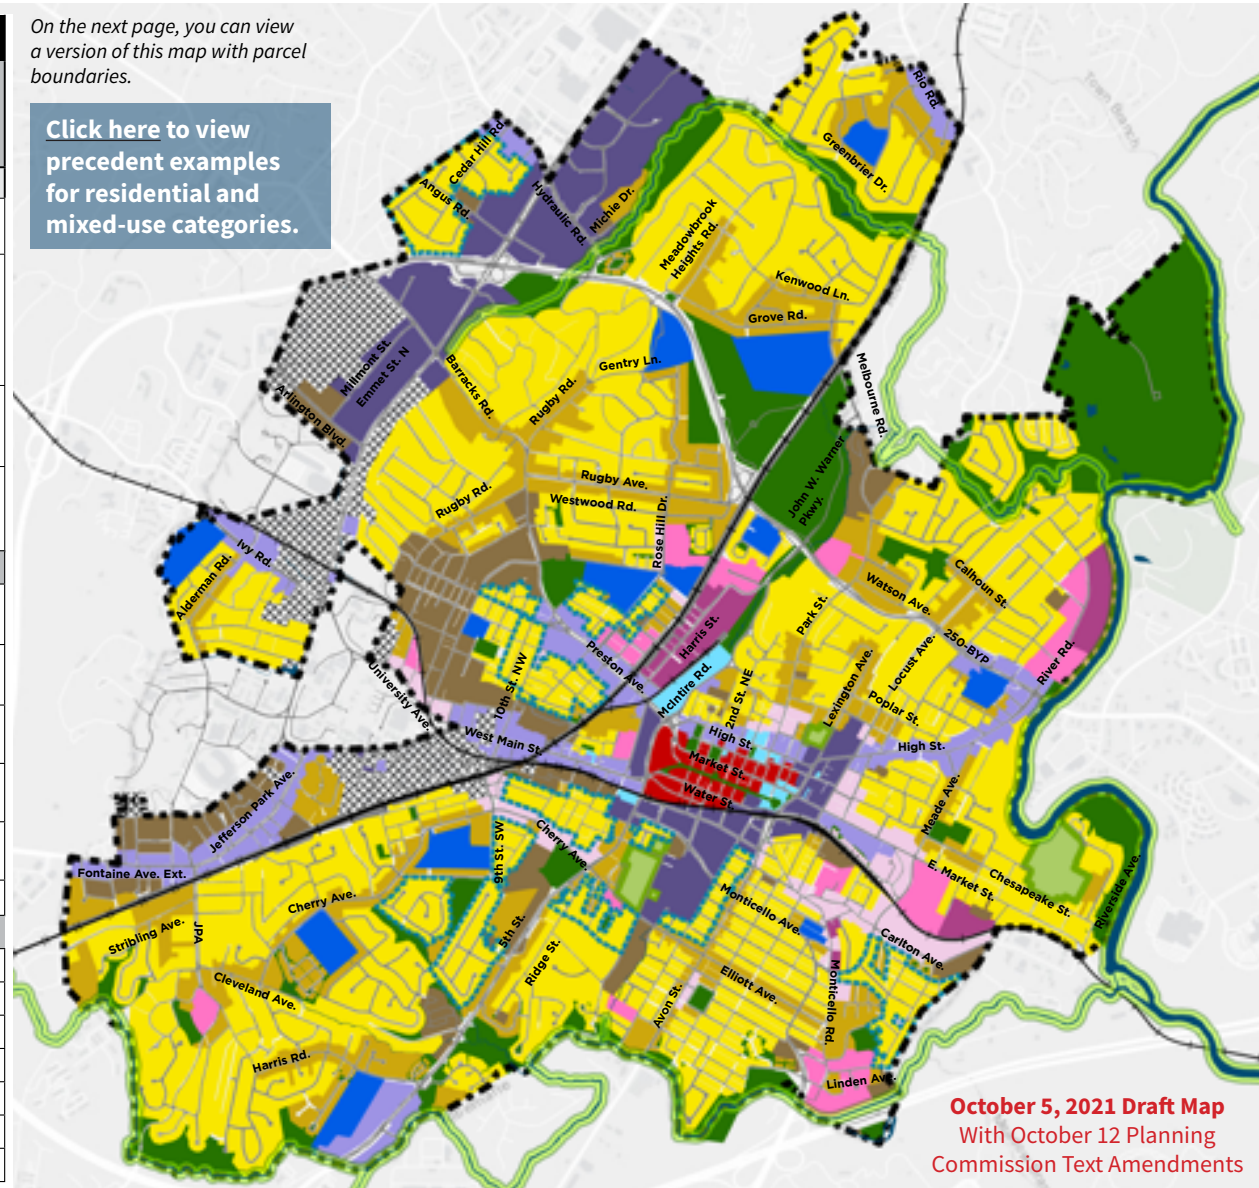 On the next page, you can view
a version of this map with parcel
boundaries.
Click here to view
precedent examples
for residential and
mixed-use categories.
Rio Rd.
Greenbrier Dr.
Cedar Hill Rd.
Angus Rd.
Hydraulic Rd.
Michie Dr.
Meadowbrook
Heights Rd.
Kenwood Ln.
Grove Rd.
Millmont St.
Emmet St. N
Arlington Blvd.
Barracks Rd.
Rugby Rd.
Gentry Ln.
Melbourne Rd.
John W. Warner
Pkwy.
Rugby Ave.
Rugby Rd.
Westwood Rd.
Rose Hill Dr.
Ivy Rd.
Alderman Rd.
Watson Ave.
Calhoun St.
Park St.
Harris St.
Preston Ave.
McIntire Rd.
250-BYP
Locust Ave.
River Rd.
University Ave.
10th St. NW
2nd St. NE
Lexington Ave.
Poplar St.
West Main St.
High St.
High St.
Market St.
Water St.
Jefferson Park Ave.
Meade Ave.
Cherry Ave.
9th St. SW
Fontaine Ave. Ext.
E. Market St.
Chesapeake St.
Riverside Ave.
Cherry Ave.
Monticello Ave.
Stribling Ave.
JPA
5th St.
Ridge St.
Carlton Ave.
Cleveland Ave.
Elliott Ave.
Avon St.
Monticello Rd.
Harris Rd.
Linden Ave.
October 5, 2021 Draft Map
With October 12 Planning
Commission Text Amendments